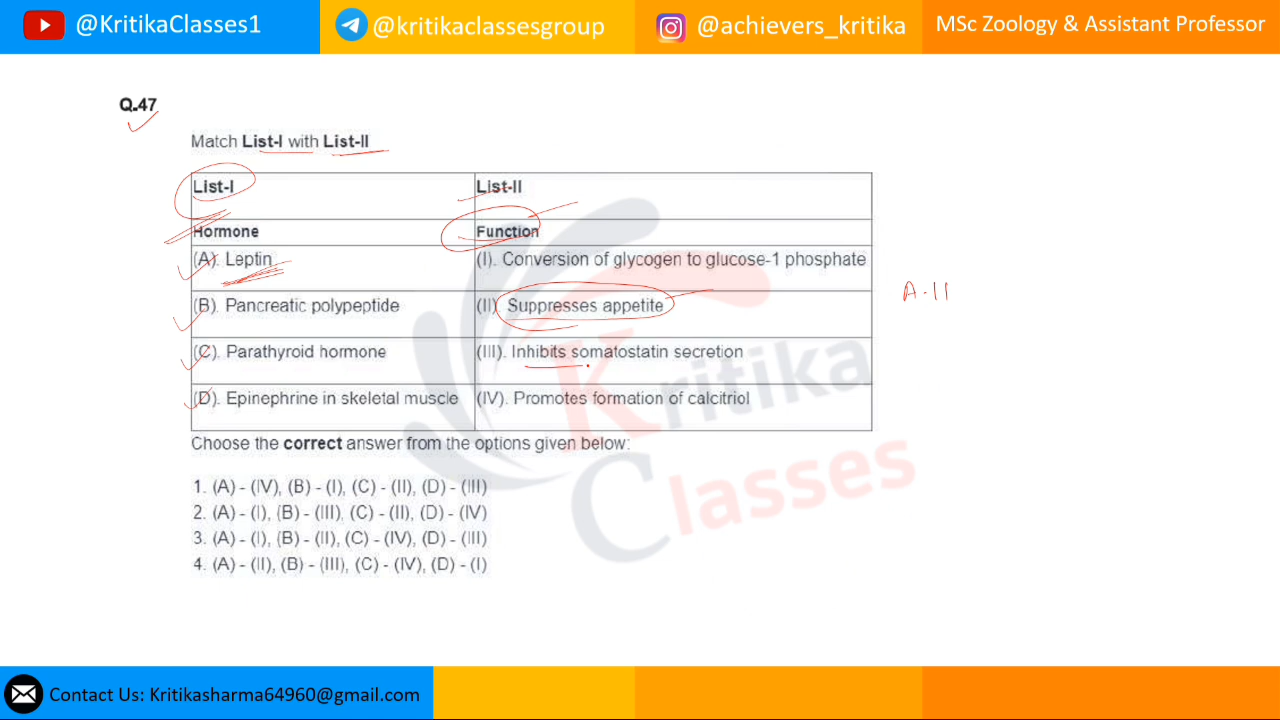 @KritikaClasses1
@kritikaclassesgroup
@achievers_kritika
MSc Zoology & Assistant Professor
Q.47
Match List-I with List-II
List-I List-II
Hormone Function
(A). Leptin (I). Conversion of glycogen to glucose-1 phosphate
(B). Pancreatic polypeptide (II) Suppresses appetite
A-II
(C). Parathyroid hormone (III). Inhibits somatostatin secretion
(D). Epinephrine in skeletal muscle (IV). Promotes formation of calcitriol
Choose the correct answer from the options given below:
1. (A) - (IV), (B) - (I), (C) - (II), (D) - (III)
2. (A) - (I), (B) - (III), (C) - (II), (D) - (IV)
3. (A) - (I), (B) - (II), (C) - (IV), (D) - (III)
4. (A) - (II), (B) - (III), (C) - (IV), (D) - (I)
Kritika
Classes
Contact Us: Kritikasharma64960@gmail.com